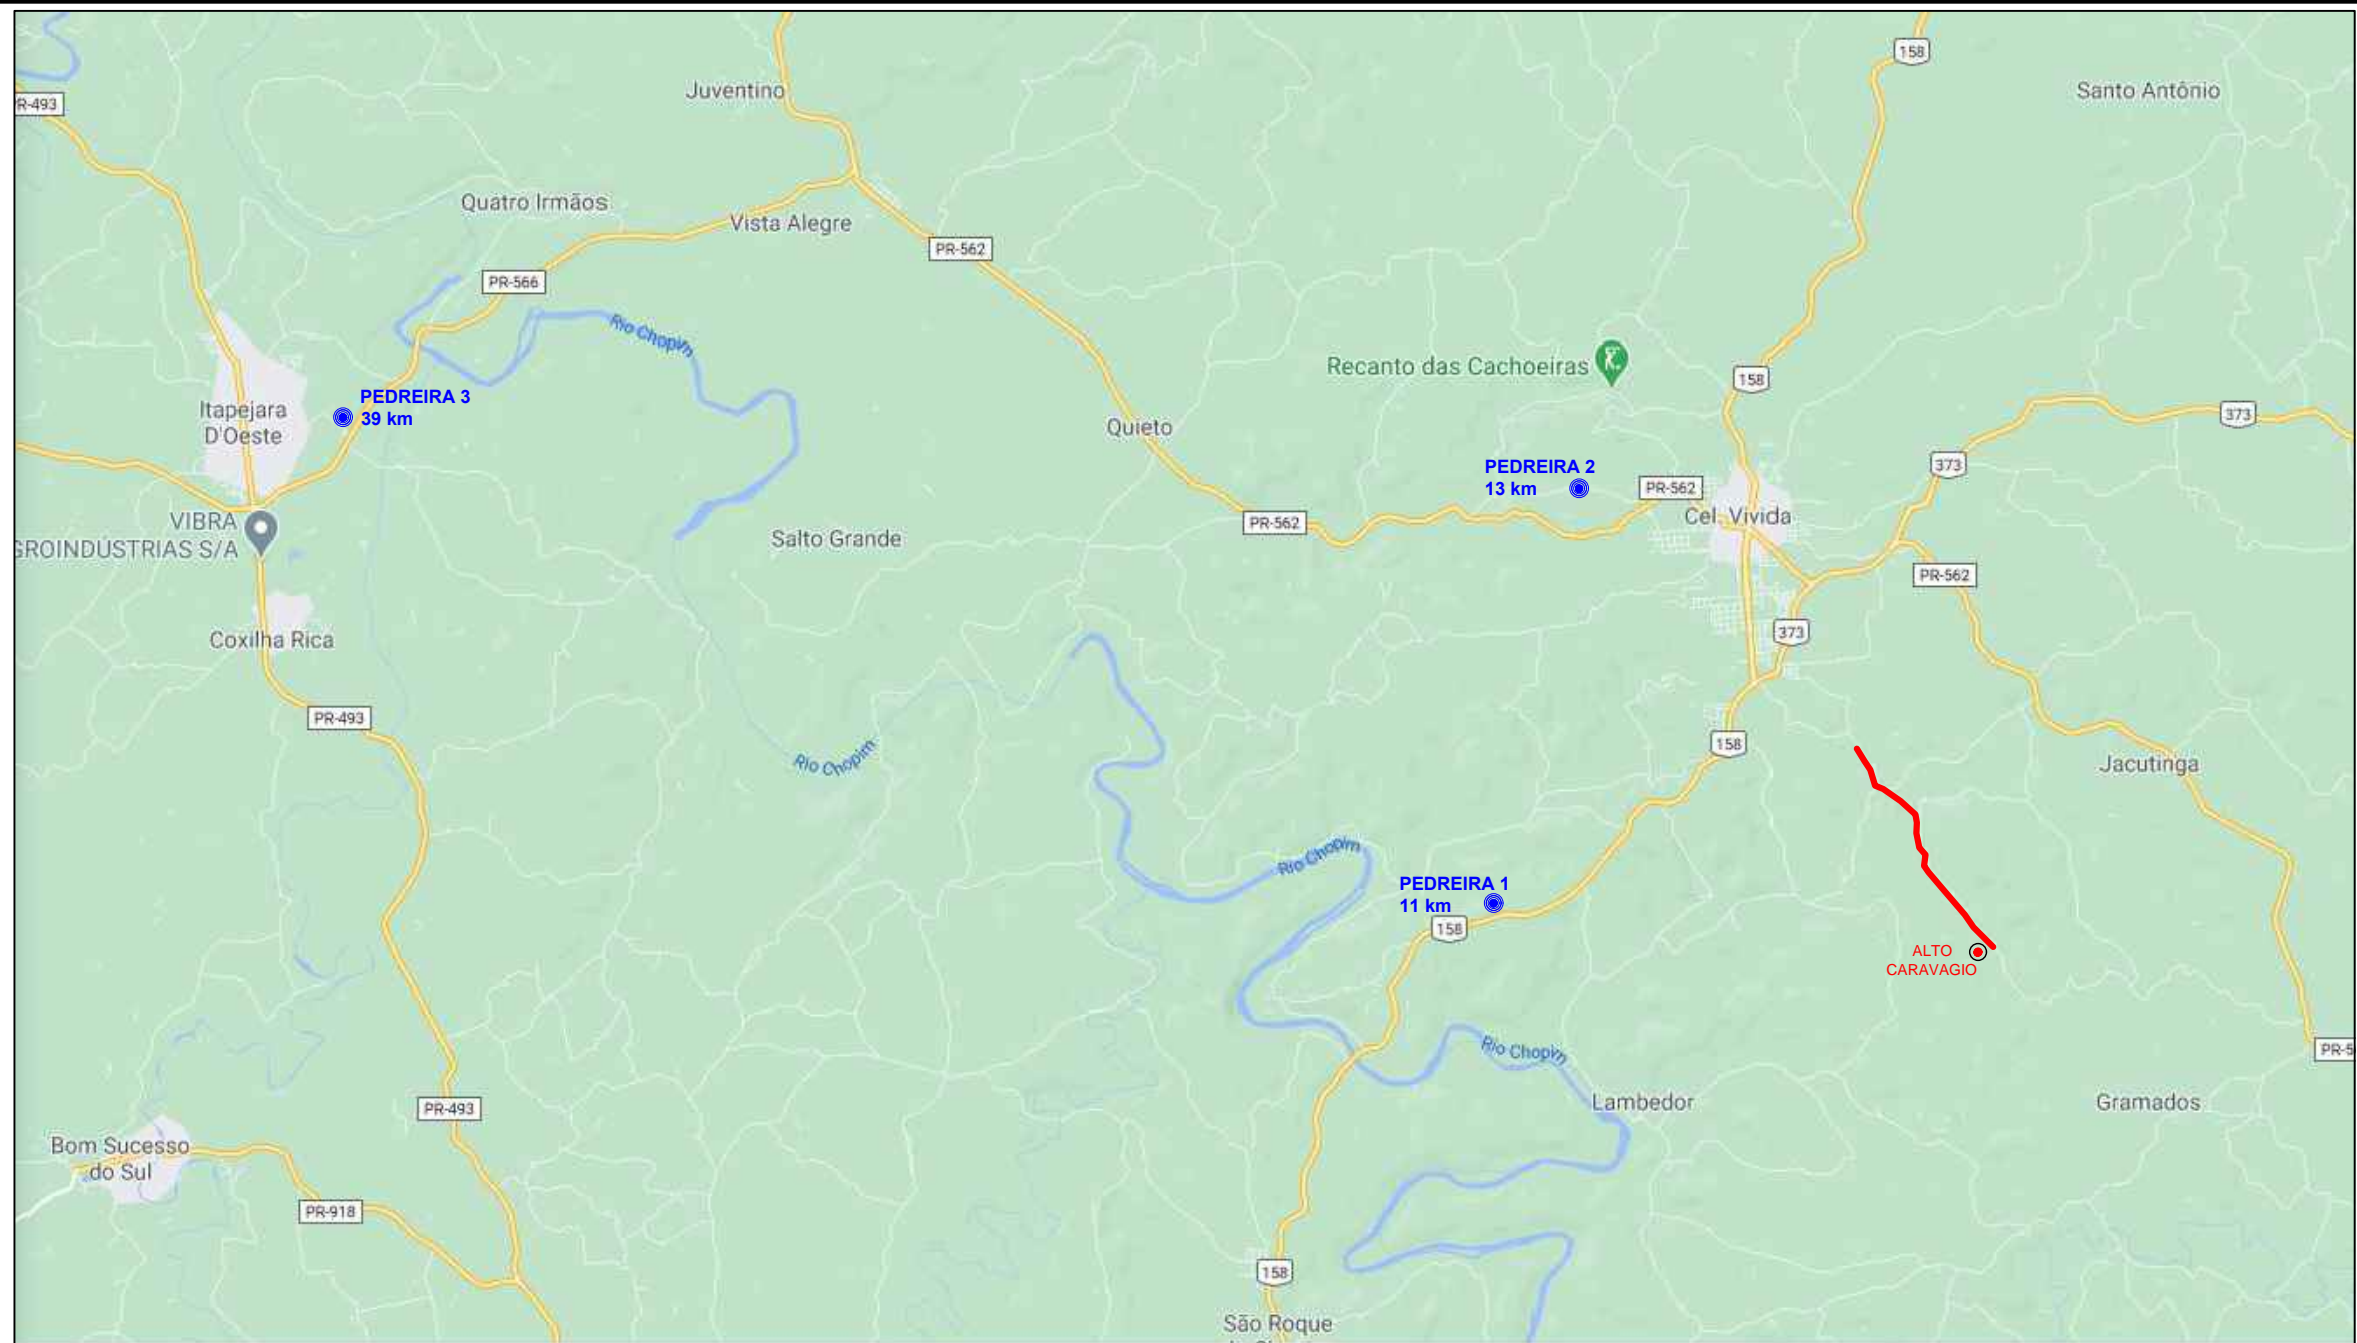 158
Juventino
Santo Antônio
R-493
Quatro Irmãos
Vista Alegre
PR-562
PR-566
Rio Chopim
Recanto das Cachoeiras
158
PEDREIRA 3
39 km
Itapejara
D'Oeste
373
Quieto
373
PEDREIRA 2
13 km
PR-562
Cel. Vivida
VIBRA
GROINDÚSTRIAS S/A
PR-562
Salto Grande
PR-562
373
Coxilha Rica
PR-493
158
Rio Chopim
Jacutinga
Rio Chopim
PEDREIRA 1
11 km
158
ALTO
CARAVAGIO
Rio Chopim
PR-5
Lambedor
Gramados
PR-493
Bom Sucesso
do Sul
PR-918
158
São Roque